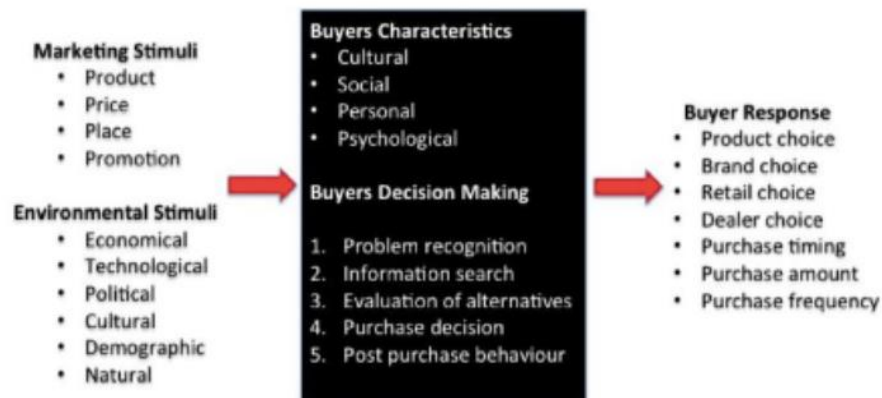 Marketing Stimuli
• Product
• Price
• Place
• Promotion
Environmental Stimuli
• Economical
• Technological
• Political
• Cultural
• Demographic
• Natural
Buyers Characteristics
• Cultural
• Social
• Personal
• Psychological
Buyers Decision Making
1. Problem recognition
2. Information search
3. Evaluation of alternatives
4. Purchase decision
5. Post purchase behaviour
Buyer Response
• Product choice
• Brand choice
• Retail choice
• Dealer choice
• Purchase timing
• Purchase amount
• Purchase frequency